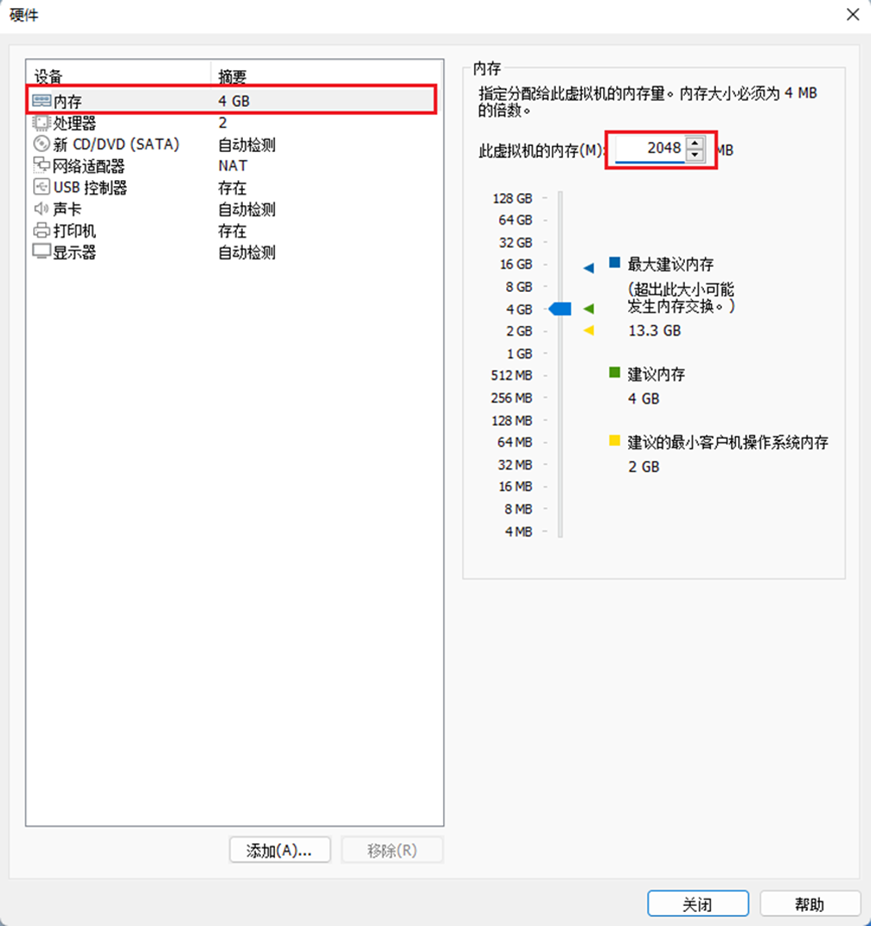 硬件
设备 摘要
内存 4 GB
处理器 2
新 CD/DVD (SATA) 自动检测
网络适配器 NAT
USB 控制器 存在
声卡 自动检测
打印机 存在
显示器 自动检测
添加(A)... 移除(R)
内存
指定分配给此虚拟机的内存量。内存大小必须为 4 MB
的倍数。
此虚拟机的内存(M): 2048 MB
128 GB
64 GB
32 GB
16 GB
8 GB
4 GB
2 GB
1 GB
512 MB
256 MB
128 MB
64 MB
32 MB
16 MB
8 MB
4 MB
最大建议内存
(超出此大小可能
发生内存交换。)
13.3 GB
建议内存
4 GB
建议的最小客户机操作系统内存
2 GB
关闭 帮助